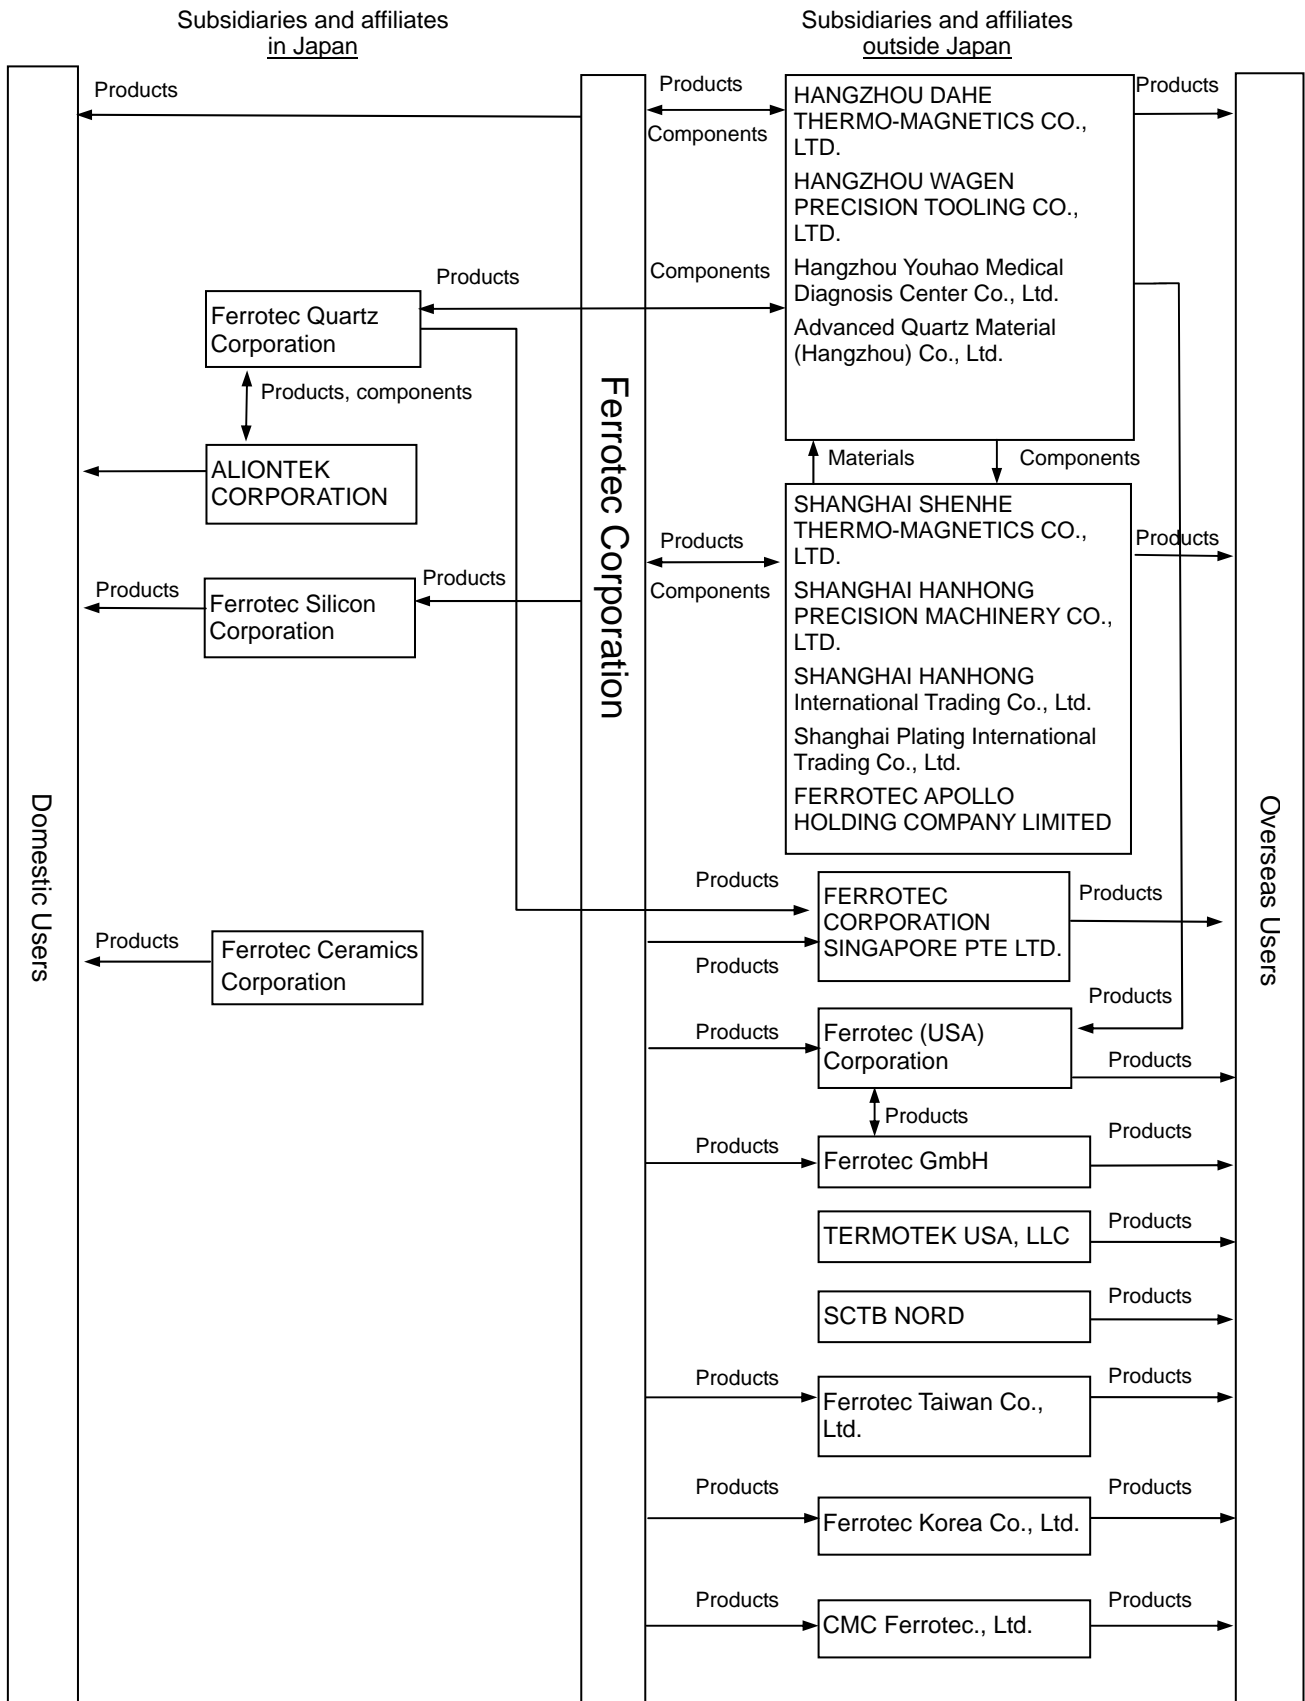 Subsidiaries and affiliates
in Japan
Subsidiaries and affiliates
outside Japan
Domestic Users
Ferrotec Corporation
Overseas Users
Products
Products
Components
HANGZHOU DAHE
THERMO-MAGNETICS CO.,
LTD.
HANGZHOU WAGEN
PRECISION TOOLING CO.,
LTD.
Hangzhou Youhao Medical
Diagnosis Center Co., Ltd.
Advanced Quartz Material
(Hangzhou) Co., Ltd.
Products
Products
Components
Ferrotec Quartz
Corporation
Products, components
ALIONTEK
CORPORATION
Materials
Components
Products
Components
SHANGHAI SHENHE
THERMO-MAGNETICS CO.,
LTD.
SHANGHAI HANHONG
PRECISION MACHINERY CO.,
LTD.
SHANGHAI HANHONG
International Trading Co., Ltd.
Shanghai Plating International
Trading Co., Ltd.
FERROTEC APOLLO
HOLDING COMPANY LIMITED
Products
Products
Ferrotec Silicon
Corporation
Products
Products
Products
FERROTEC
CORPORATION
SINGAPORE PTE LTD.
Products
Products
Ferrotec Ceramics
Corporation
Products
Products
Ferrotec (USA)
Corporation
Products
Products
Products
Ferrotec GmbH
Products
TERMOTEK USA, LLC
Products
SCTB NORD
Products
Products
Ferrotec Taiwan Co.,
Ltd.
Products
Products
Ferrotec Korea Co., Ltd.
Products
Products
CMC Ferrotec., Ltd.
Products